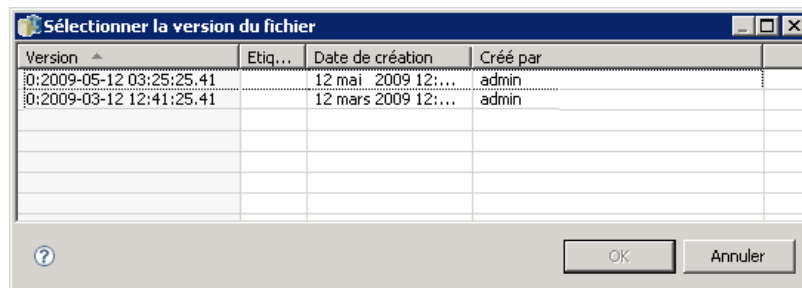 Sélectionner la version du fichier
Version Etiq... Date de création Créé par
0:2009-05-12 03:25:25.41 12 mai 2009 12:... admin
0:2009-03-12 12:41:25.41 12 mars 2009 12:... admin
? OK Annuler